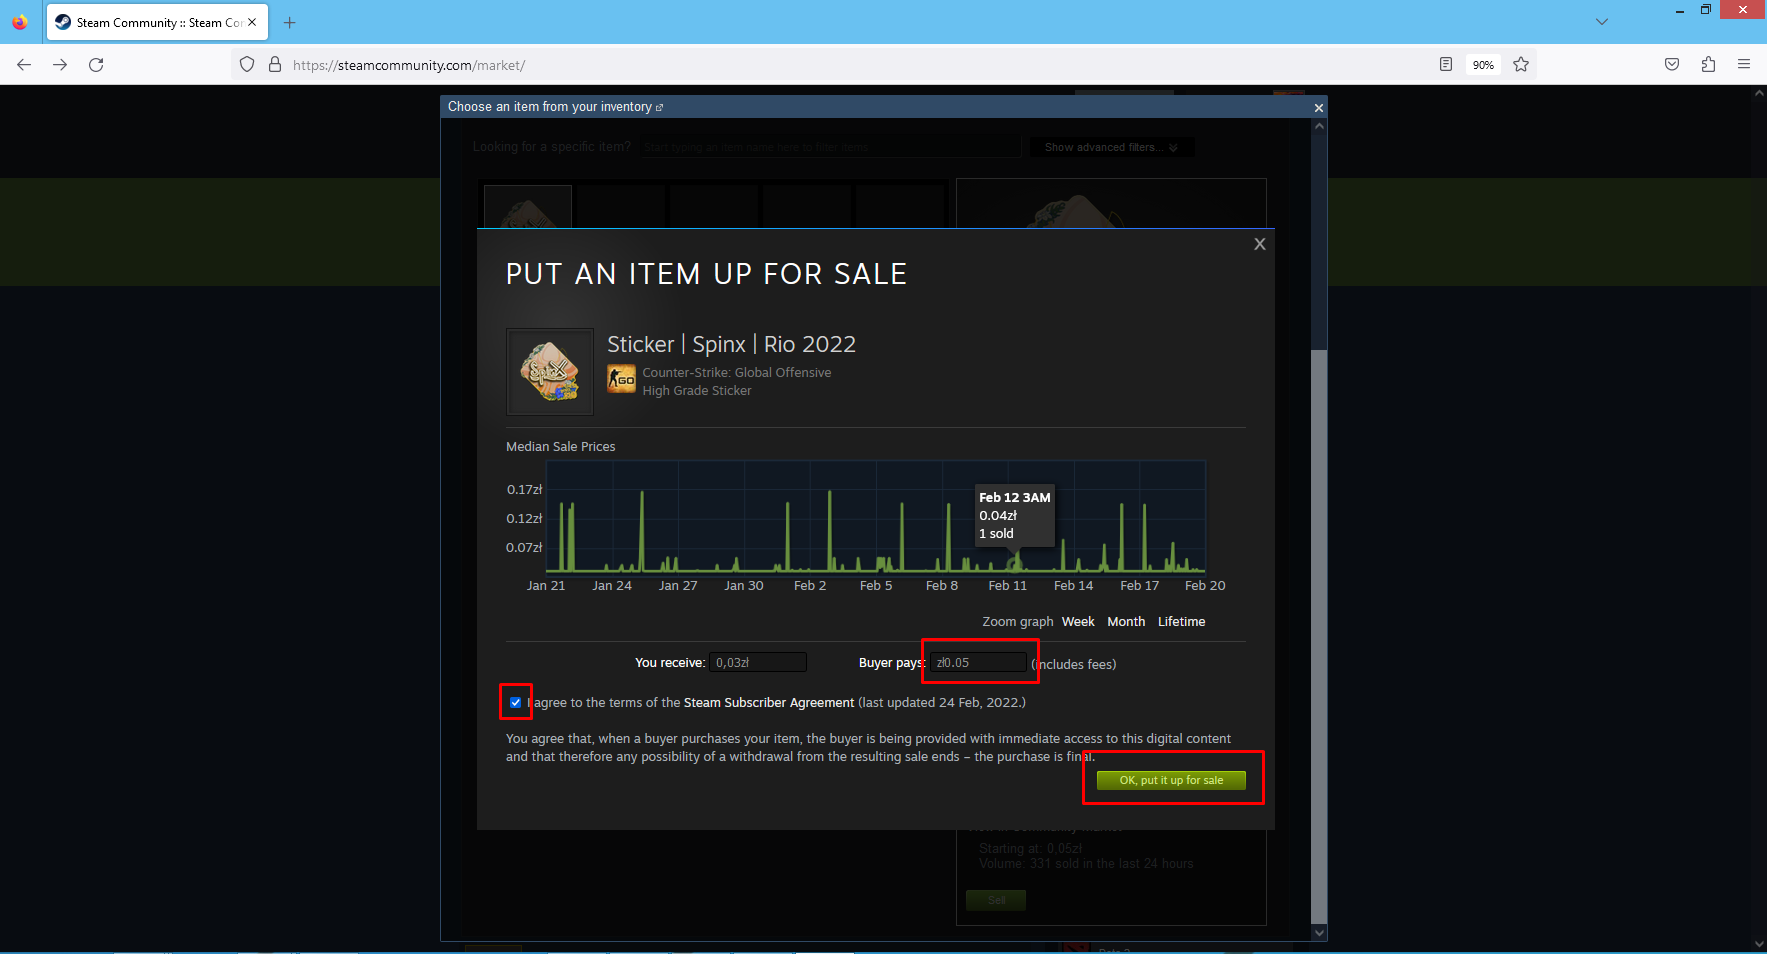 Steam Community :: Steam Co
https://steamcommunity.com/market/
90%
Choose an item from your inventory
Looking for a specific item?
Start typing an item name here to filter items
Show advanced filters...
X
PUT AN ITEM UP FOR SALE
Sticker | Spinx | Rio 2022
Counter-Strike: Global Offensive
High Grade Sticker
Median Sale Prices
0.17zł
0.12zł
0.07zł
Feb 12 3AM
0.04zł
1 sold
Jan 21 Jan 24 Jan 27 Jan 30 Feb 2 Feb 5 Feb 8 Feb 11 Feb 14 Feb 17 Feb 20
Zoom graph Week Month Lifetime
You receive: 0,03zł Buyer pays: zł0.05 (includes fees)
I agree to the terms of the Steam Subscriber Agreement (last updated 24 Feb, 2022.)
You agree that, when a buyer purchases your item, the buyer is being provided with immediate access to this digital content
and that therefore any possibility of a withdrawal from the resulting sale ends – the purchase is final.
OK, put it up for sale
Starting at: 0,05zł
Volume: 331 sold in the last 24 hours
Sell